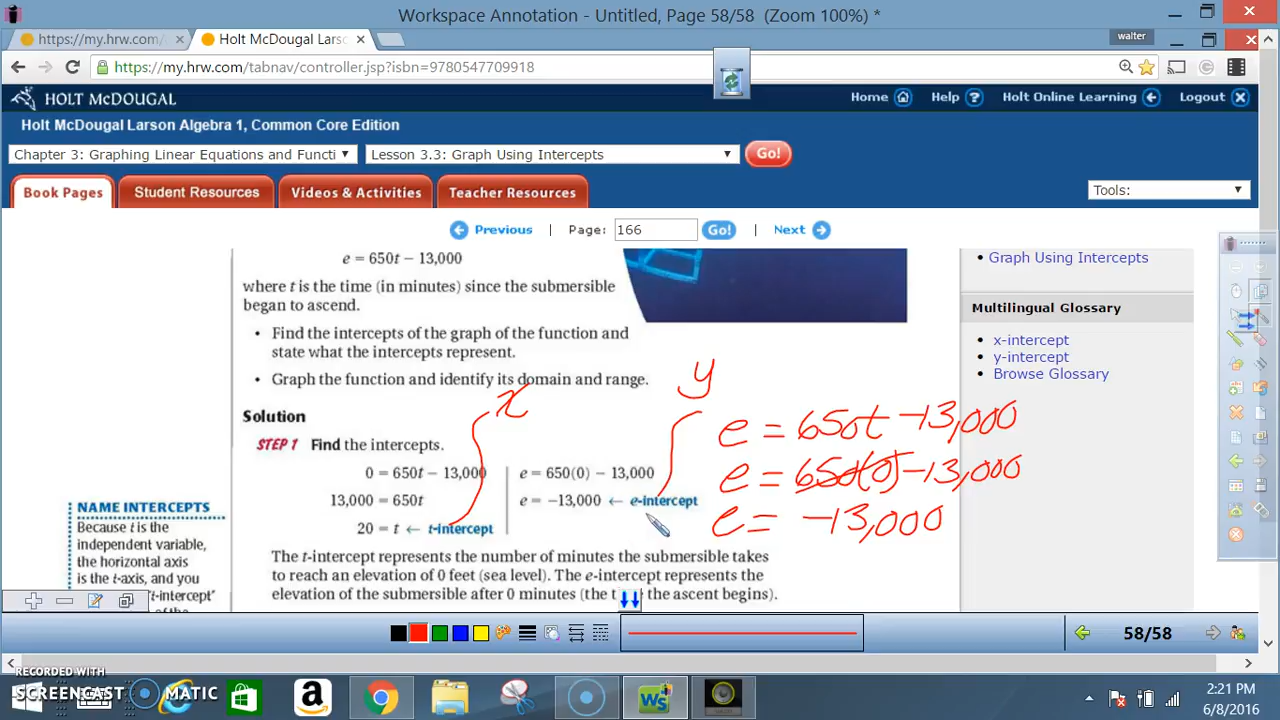 Workspace Annotation - Untitled, Page 58/58 (Zoom 100%) *
https://my.hrw.com/
Holt McDougal Lars
walter
https://my.hrw.com/tabnav/controller.jsp?isbn=9780547709918
HOLT MCDOUGAL
Home
Help ?
Holt Online Learning
Logout X
Holt McDougal Larson Algebra 1, Common Core Edition
Chapter 3: Graphing Linear Equations and Functi
Lesson 3.3: Graph Using Intercepts
Go!
Book Pages
Student Resources
Videos & Activities
Teacher Resources
Tools:
Previous | Page: 166 Go! | Next
e = 650t − 13,000
where t is the time (in minutes) since the submersible
began to ascend.
• Find the intercepts of the graph of the function and
state what the intercepts represent.
• Graph the function and identify its domain and range.
Solution
STEP 1 Find the intercepts.
0 = 650t − 13,000
13,000 = 650t
20 = t ← t-intercept
e = 650(0) − 13,000
e = −13,000 ← e-intercept
x
y
e = 650t −13,000
e = 650t(0) −13,000
e = −13,000
NAME INTERCEPTS
Because t is the
independent variable,
the horizontal axis
is the t-axis, and you
t-intercept"
of the
The t-intercept represents the number of minutes the submersible takes
to reach an elevation of 0 feet (sea level). The e-intercept represents the
elevation of the submersible after 0 minutes (the the ascent begins).
• Graph Using Intercepts
Multilingual Glossary
• x-intercept
• y-intercept
• Browse Glossary
58/58
RECORDED WITH
SCREENCAST MATIC
2:21 PM
6/8/2016